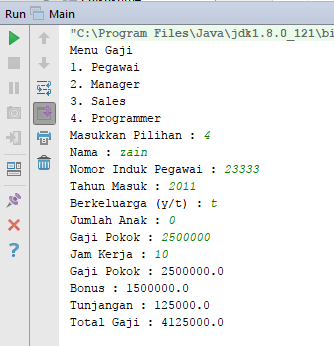 Run Main
"C:\Program Files\Java\jdk1.8.0_121\bi
Menu Gaji
1. Pegawai
2. Manager
3. Sales
4. Programmer
Masukkan Pilihan : 4
Nama : zain
Nomor Induk Pegawai : 23333
Tahun Masuk : 2011
Berkeluarga (y/t) : t
Jumlah Anak : 0
Gaji Pokok : 2500000
Jam Kerja : 10
Gaji Pokok : 2500000.0
Bonus : 1500000.0
Tunjangan : 125000.0
Total Gaji : 4125000.0